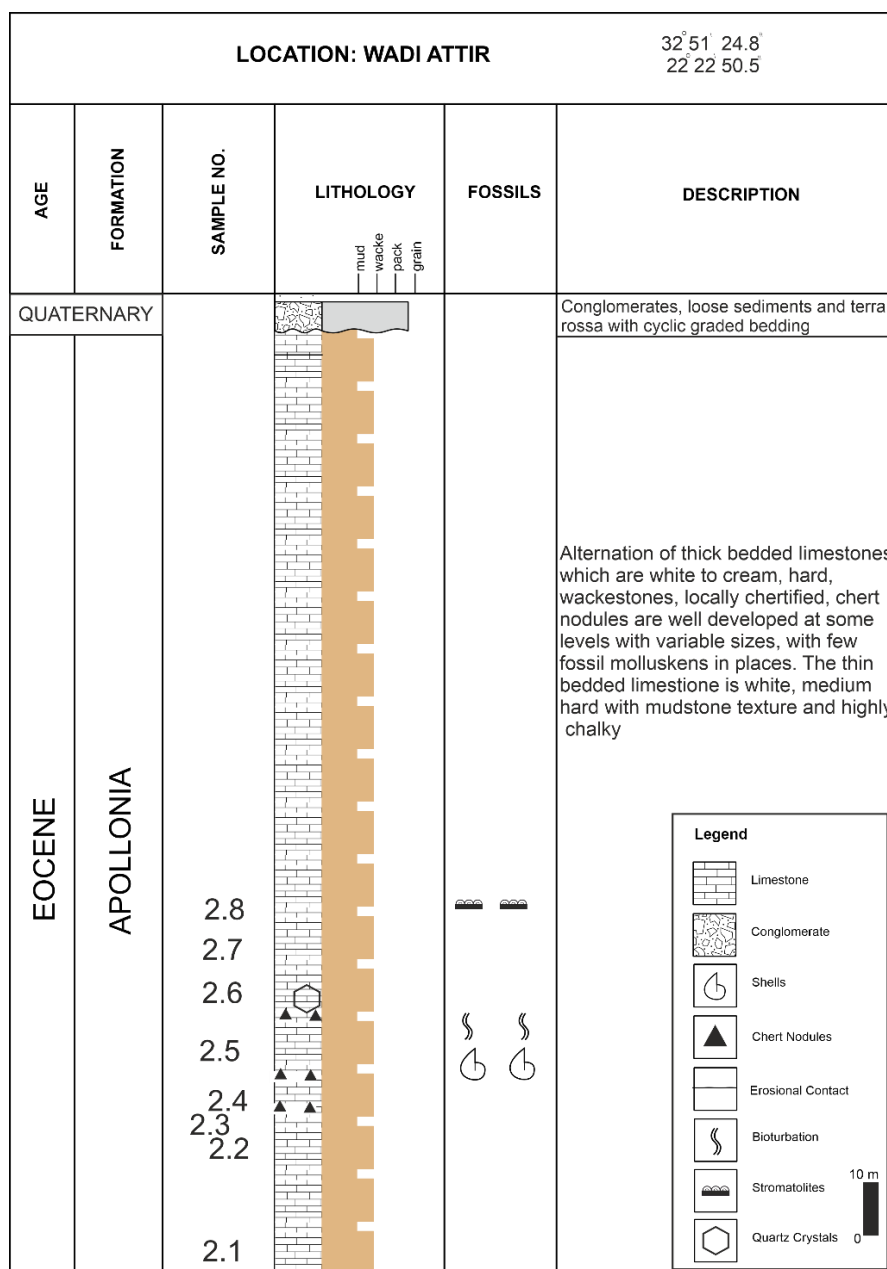 LOCATION: WADI ATTIR
32°51' 24.8"
22°22' 50.5"
AGE
FORMATION
SAMPLE NO.
LITHOLOGY
mud
wacke
pack
grain
FOSSILS
DESCRIPTION
QUATERNARY
Conglomerates, loose sediments and terra
rossa with cyclic graded bedding
EOCENE
APOLLONIA
Alternation of thick bedded limestones
which are white to cream, hard,
wackestones, locally chertified, chert
nodules are well developed at some
levels with variable sizes, with few
fossil molluskens in places. The thin
bedded limestione is white, medium
hard with mudstone texture and highly
chalky
2.8
2.7
2.6
2.5
2.4
2.3
2.2
2.1
Legend
Limestone
Conglomerate
Shells
Chert Nodules
Erosional Contact
Bioturbation
Stromatolites
Quartz Crystals
10 m
0